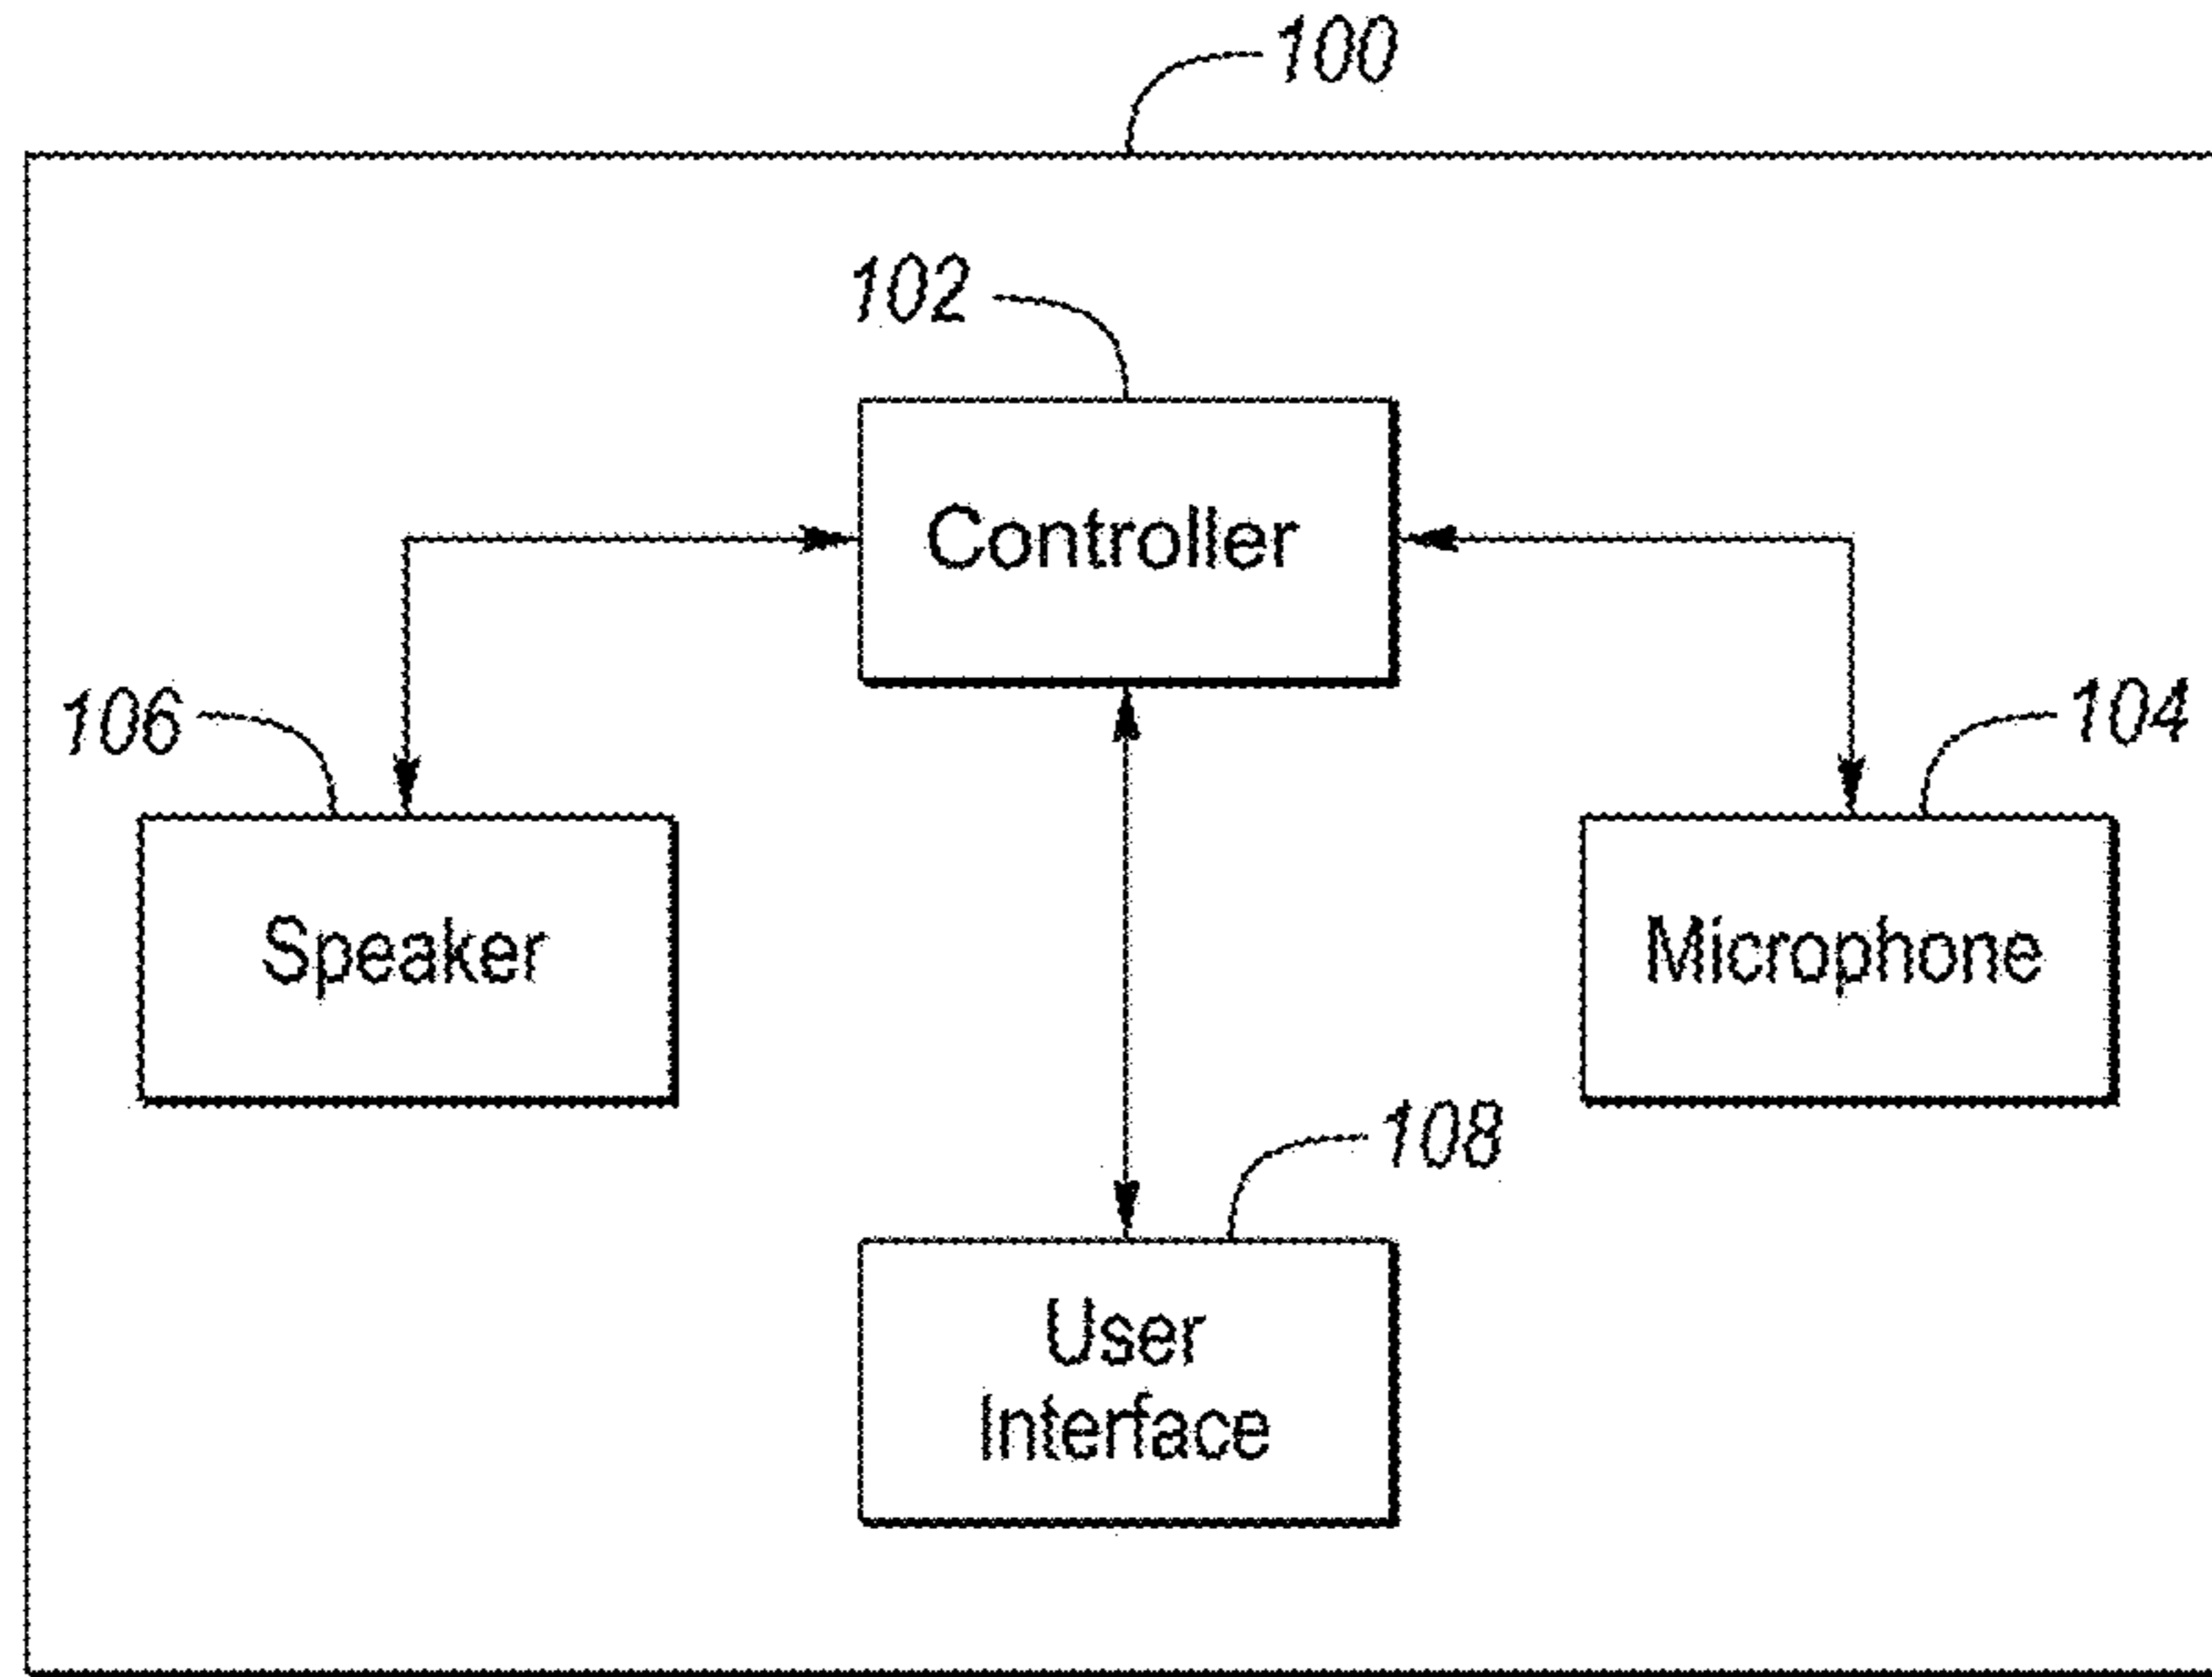 100
102
Controller
106
104
Speaker
Microphone
108
User
Interface